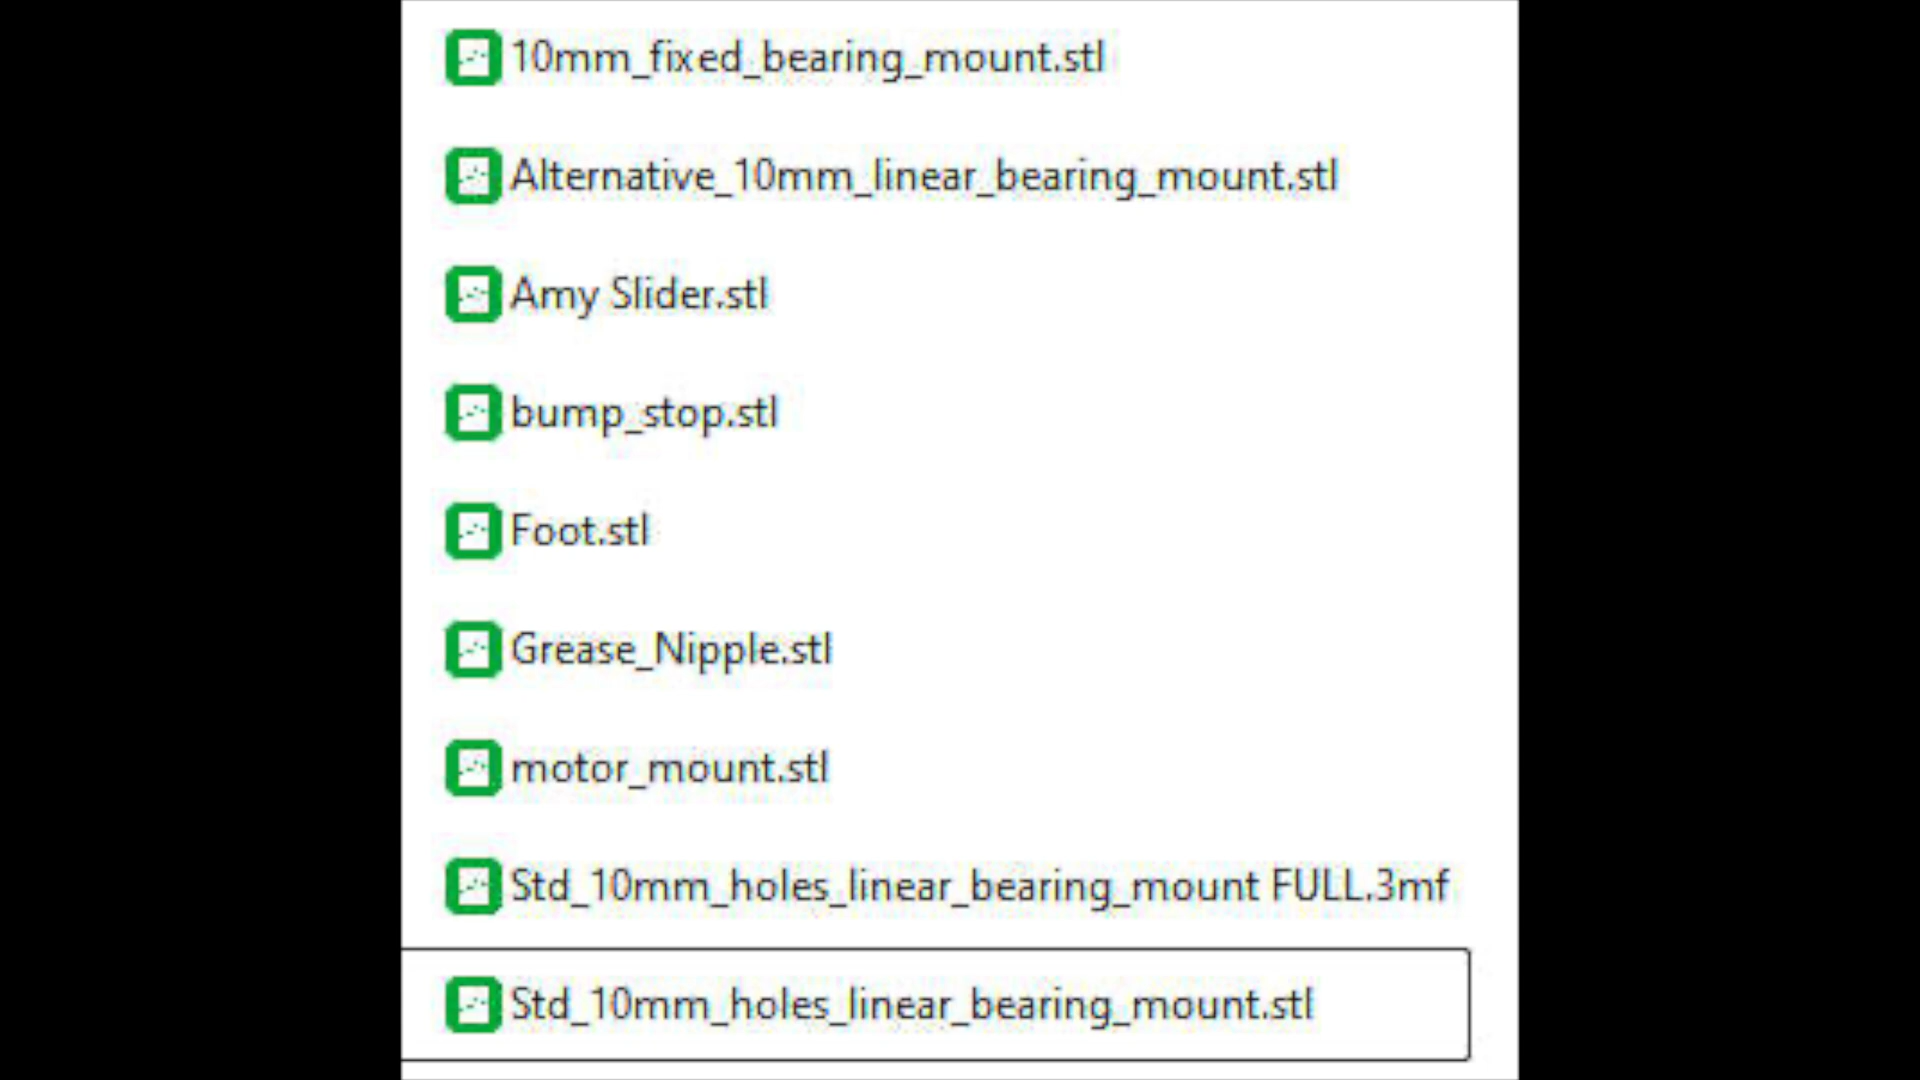 10mm_fixed_bearing_mount.stl
Alternative_10mm_linear_bearing_mount.stl
Amy Slider.stl
bump_stop.stl
Foot.stl
Grease_Nipple.stl
motor_mount.stl
Std_10mm_holes_linear_bearing_mount FULL.3mf
Std_10mm_holes_linear_bearing_mount.stl